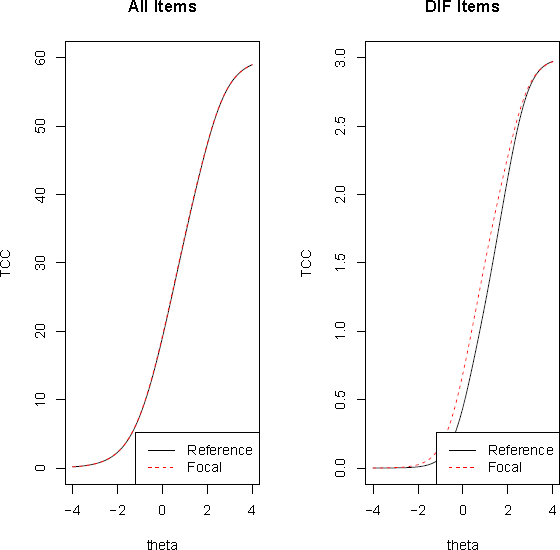 All Items
TCC
60
50
40
30
20
10
0
Reference
Focal
−4
−2
0
2
4
theta
DIF Items
TCC
3.0
2.5
2.0
1.5
1.0
0.5
0.0
Reference
Focal
−4
−2
0
2
4
theta